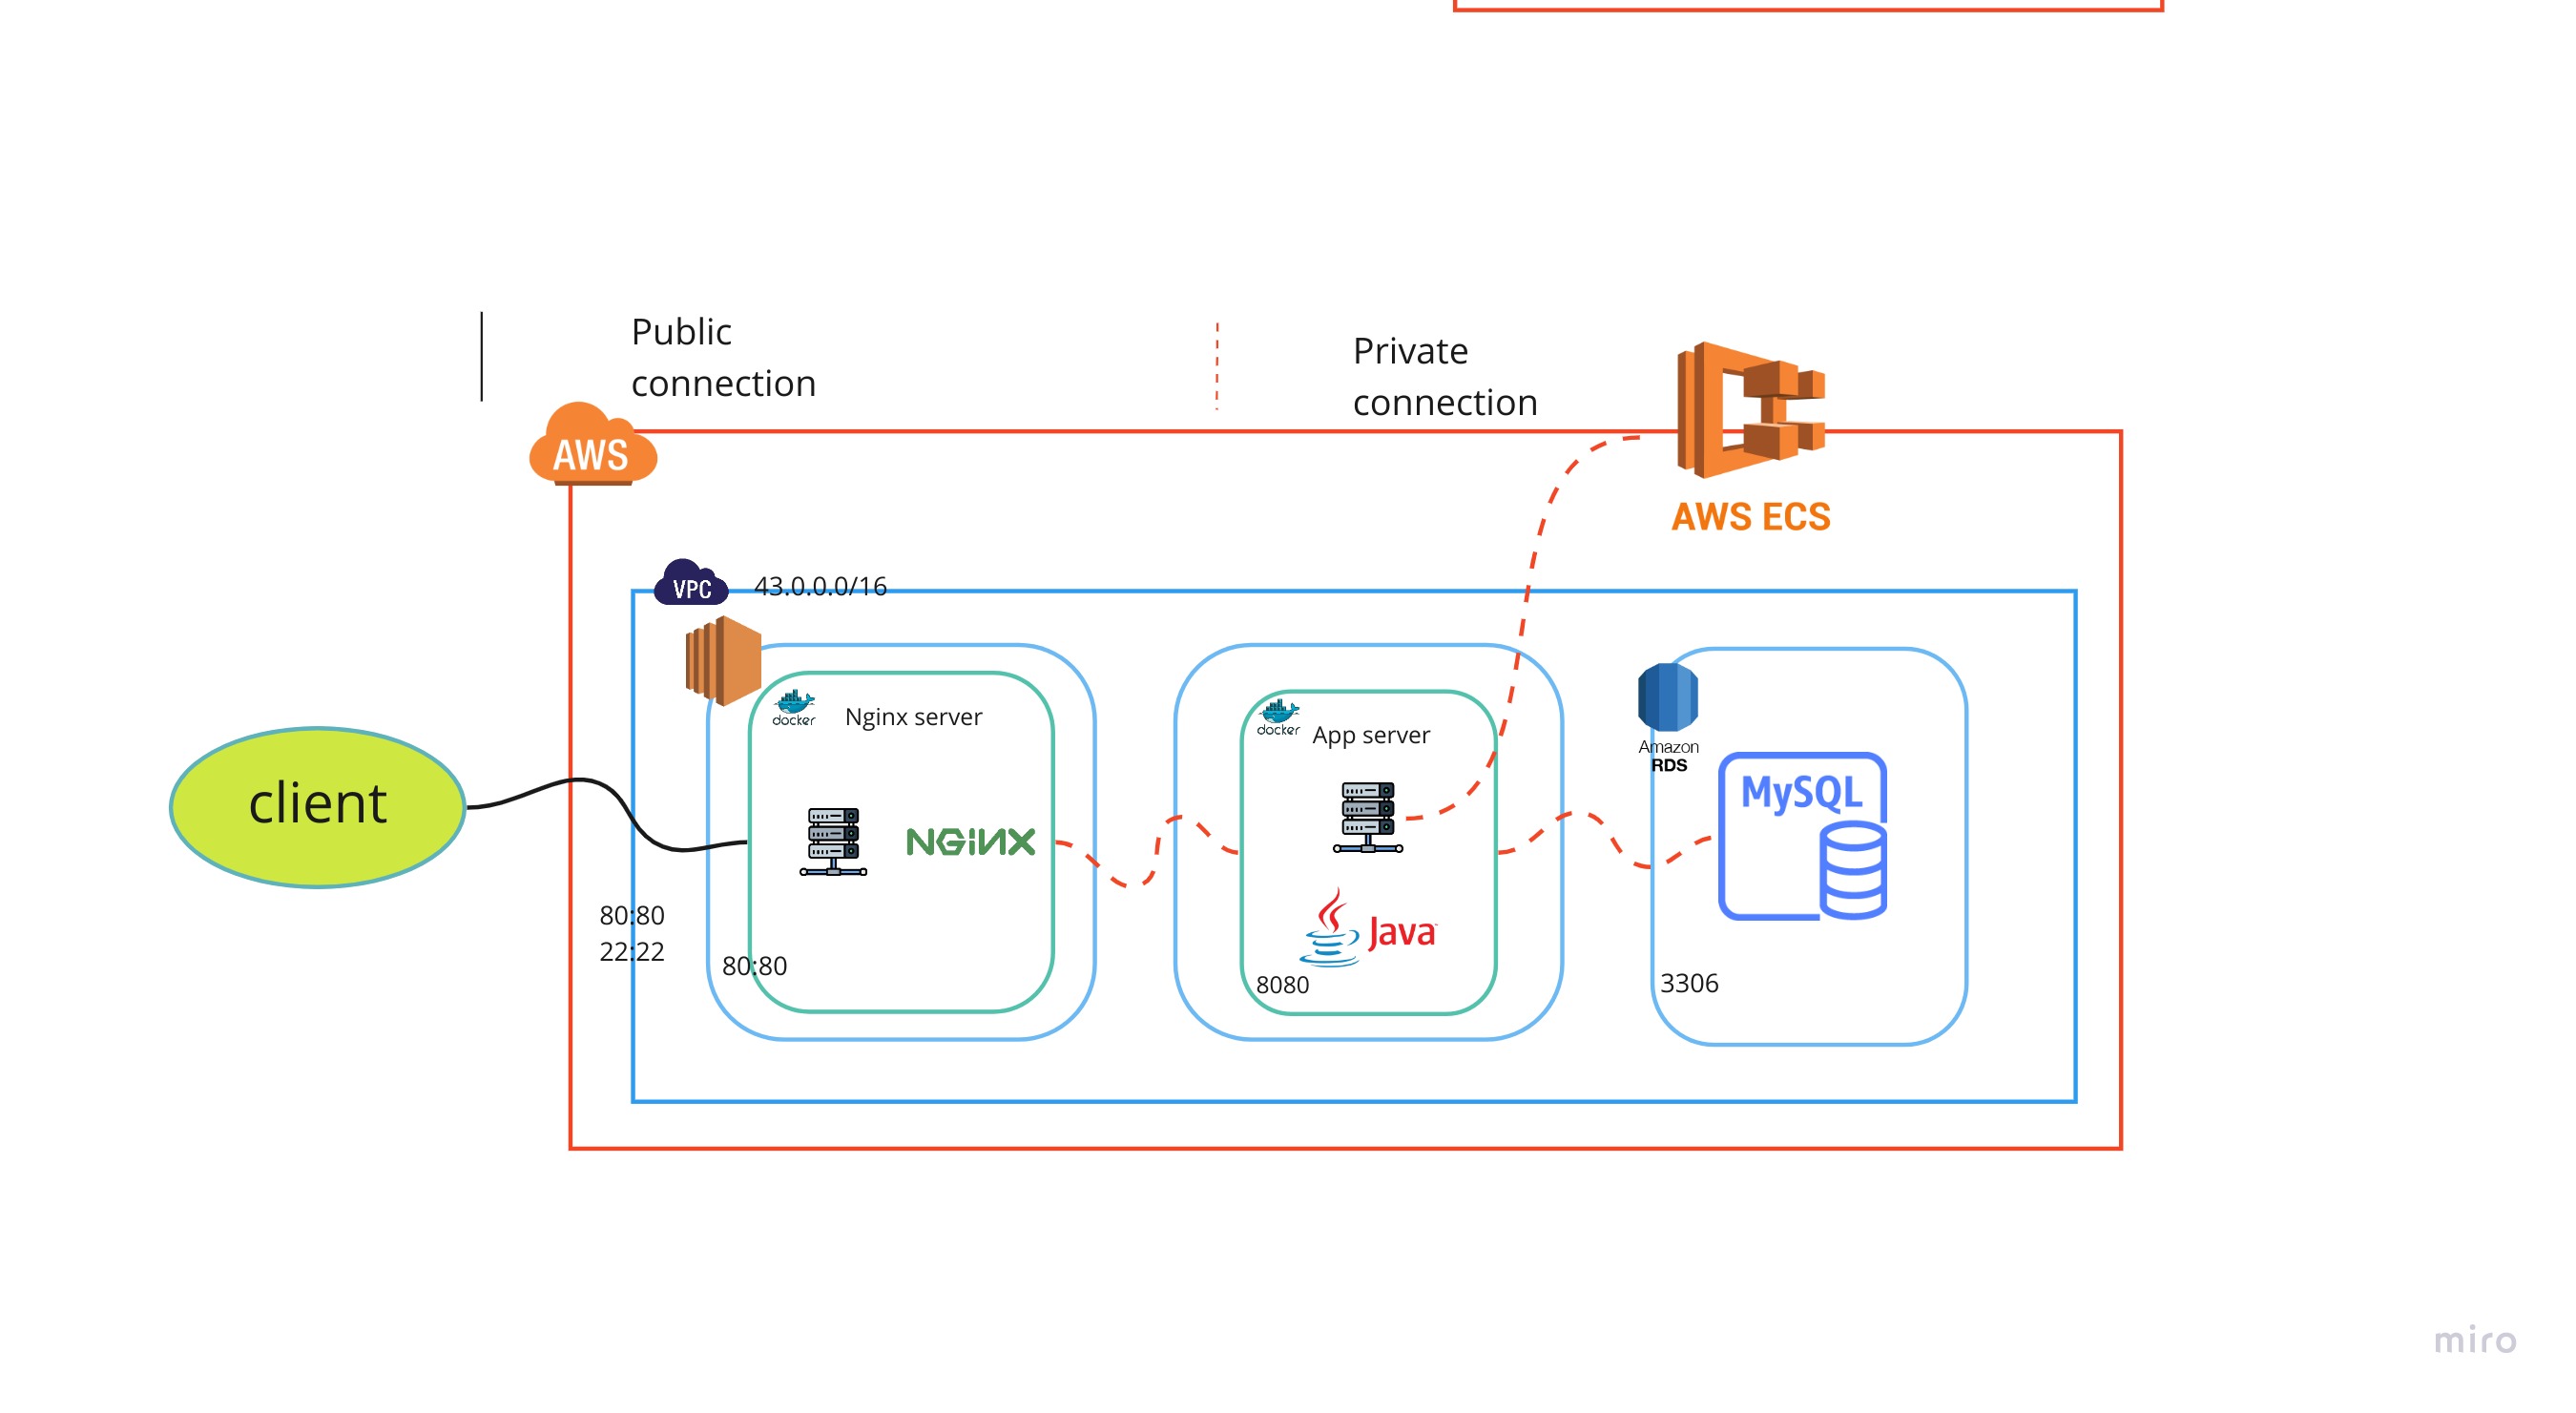 Public
connection
Private
connection
AWS
AWS ECS
VPC
43.0.0.0/16
docker
Nginx server
docker
App server
Amazon
RDS
MySQL
client
NGINX
Java
80:80
22:22
80:80
8080
3306
miro